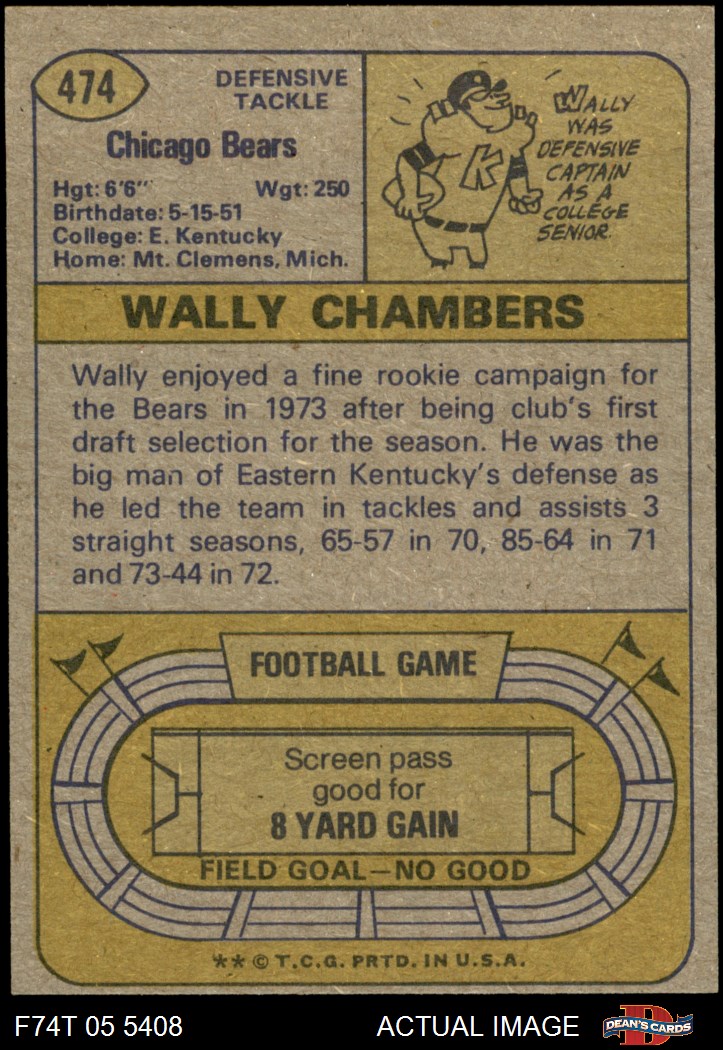 474
DEFENSIVE
TACKLE
Chicago Bears
Hgt: 6'6" Wgt: 250
Birthdate: 5-15-51
College: E. Kentucky
Home: Mt. Clemens, Mich.
K
WALLY
WAS
DEFENSIVE
CAPTAIN
AS A
COLLEGE
SENIOR.
WALLY CHAMBERS
Wally enjoyed a fine rookie campaign for
the Bears in 1973 after being club's first
draft selection for the season. He was the
big man of Eastern Kentucky's defense as
he led the team in tackles and assists 3
straight seasons, 65-57 in 70, 85-64 in 71
and 73-44 in 72.
FOOTBALL GAME
Screen pass
good for
8 YARD GAIN
FIELD GOAL—NO GOOD
** © T.C.G. PRTD. IN U.S.A.
F74T 05 5408 ACTUAL IMAGE
D
DEAN'S CARDS